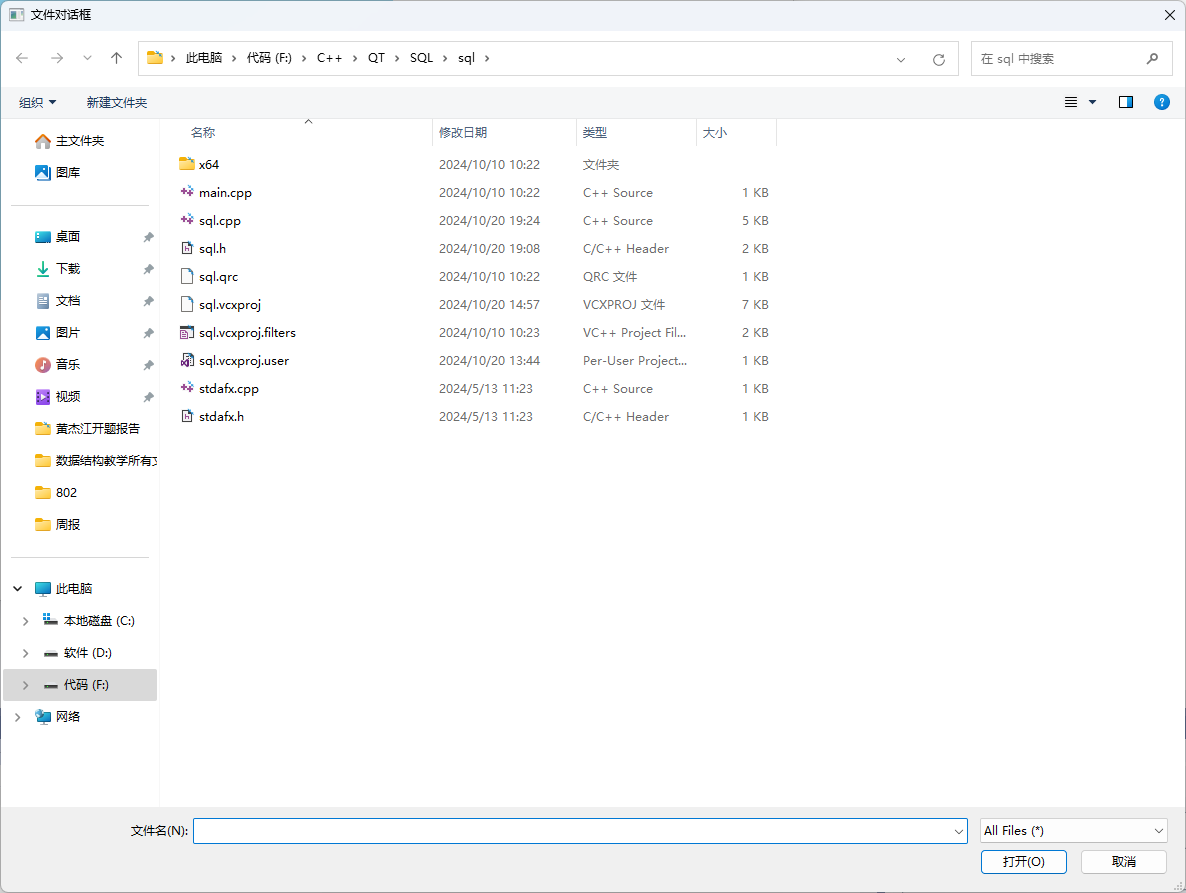 文件对话框
此电脑 代码 (F:) C++ QT SQL sql
在 sql 中搜索
组织 新建文件夹
名称 修改日期 类型 大小
x64 2024/10/10 10:22 文件夹
main.cpp 2024/10/10 10:22 C++ Source 1 KB
sql.cpp 2024/10/20 19:24 C++ Source 5 KB
sql.h 2024/10/20 19:08 C/C++ Header 2 KB
sql.qrc 2024/10/10 10:22 QRC 文件 1 KB
sql.vcxproj 2024/10/20 14:57 VCXPROJ 文件 7 KB
sql.vcxproj.filters 2024/10/10 10:23 VC++ Project Fil... 2 KB
sql.vcxproj.user 2024/10/20 13:44 Per-User Project... 1 KB
stdafx.cpp 2024/5/13 11:23 C++ Source 1 KB
stdafx.h 2024/5/13 11:23 C/C++ Header 1 KB
主文件夹
图库
桌面
下载
文档
图片
音乐
视频
黄杰江开题报告
数据结构教学所有
802
周报
此电脑
本地磁盘 (C:)
软件 (D:)
代码 (F:)
网络
文件名(N):
All Files (*)
打开(O) 取消